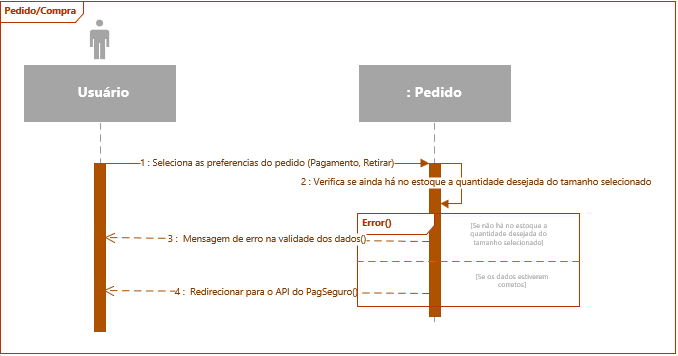 Pedido/Compra
Usuário
: Pedido
1 : Seleciona as preferencias do pedido (Pagamento, Retirar)
2 : Verifica se ainda há no estoque a quantidade desejada do tamanho selecionado
Error()
[Se não há no estoque a
quantidade desejada do
tamanho selecionado]
3 : Mensagem de erro na validade dos dados()
[Se os dados estiverem
corretos]
4 : Redirecionar para o API do PagSeguro()